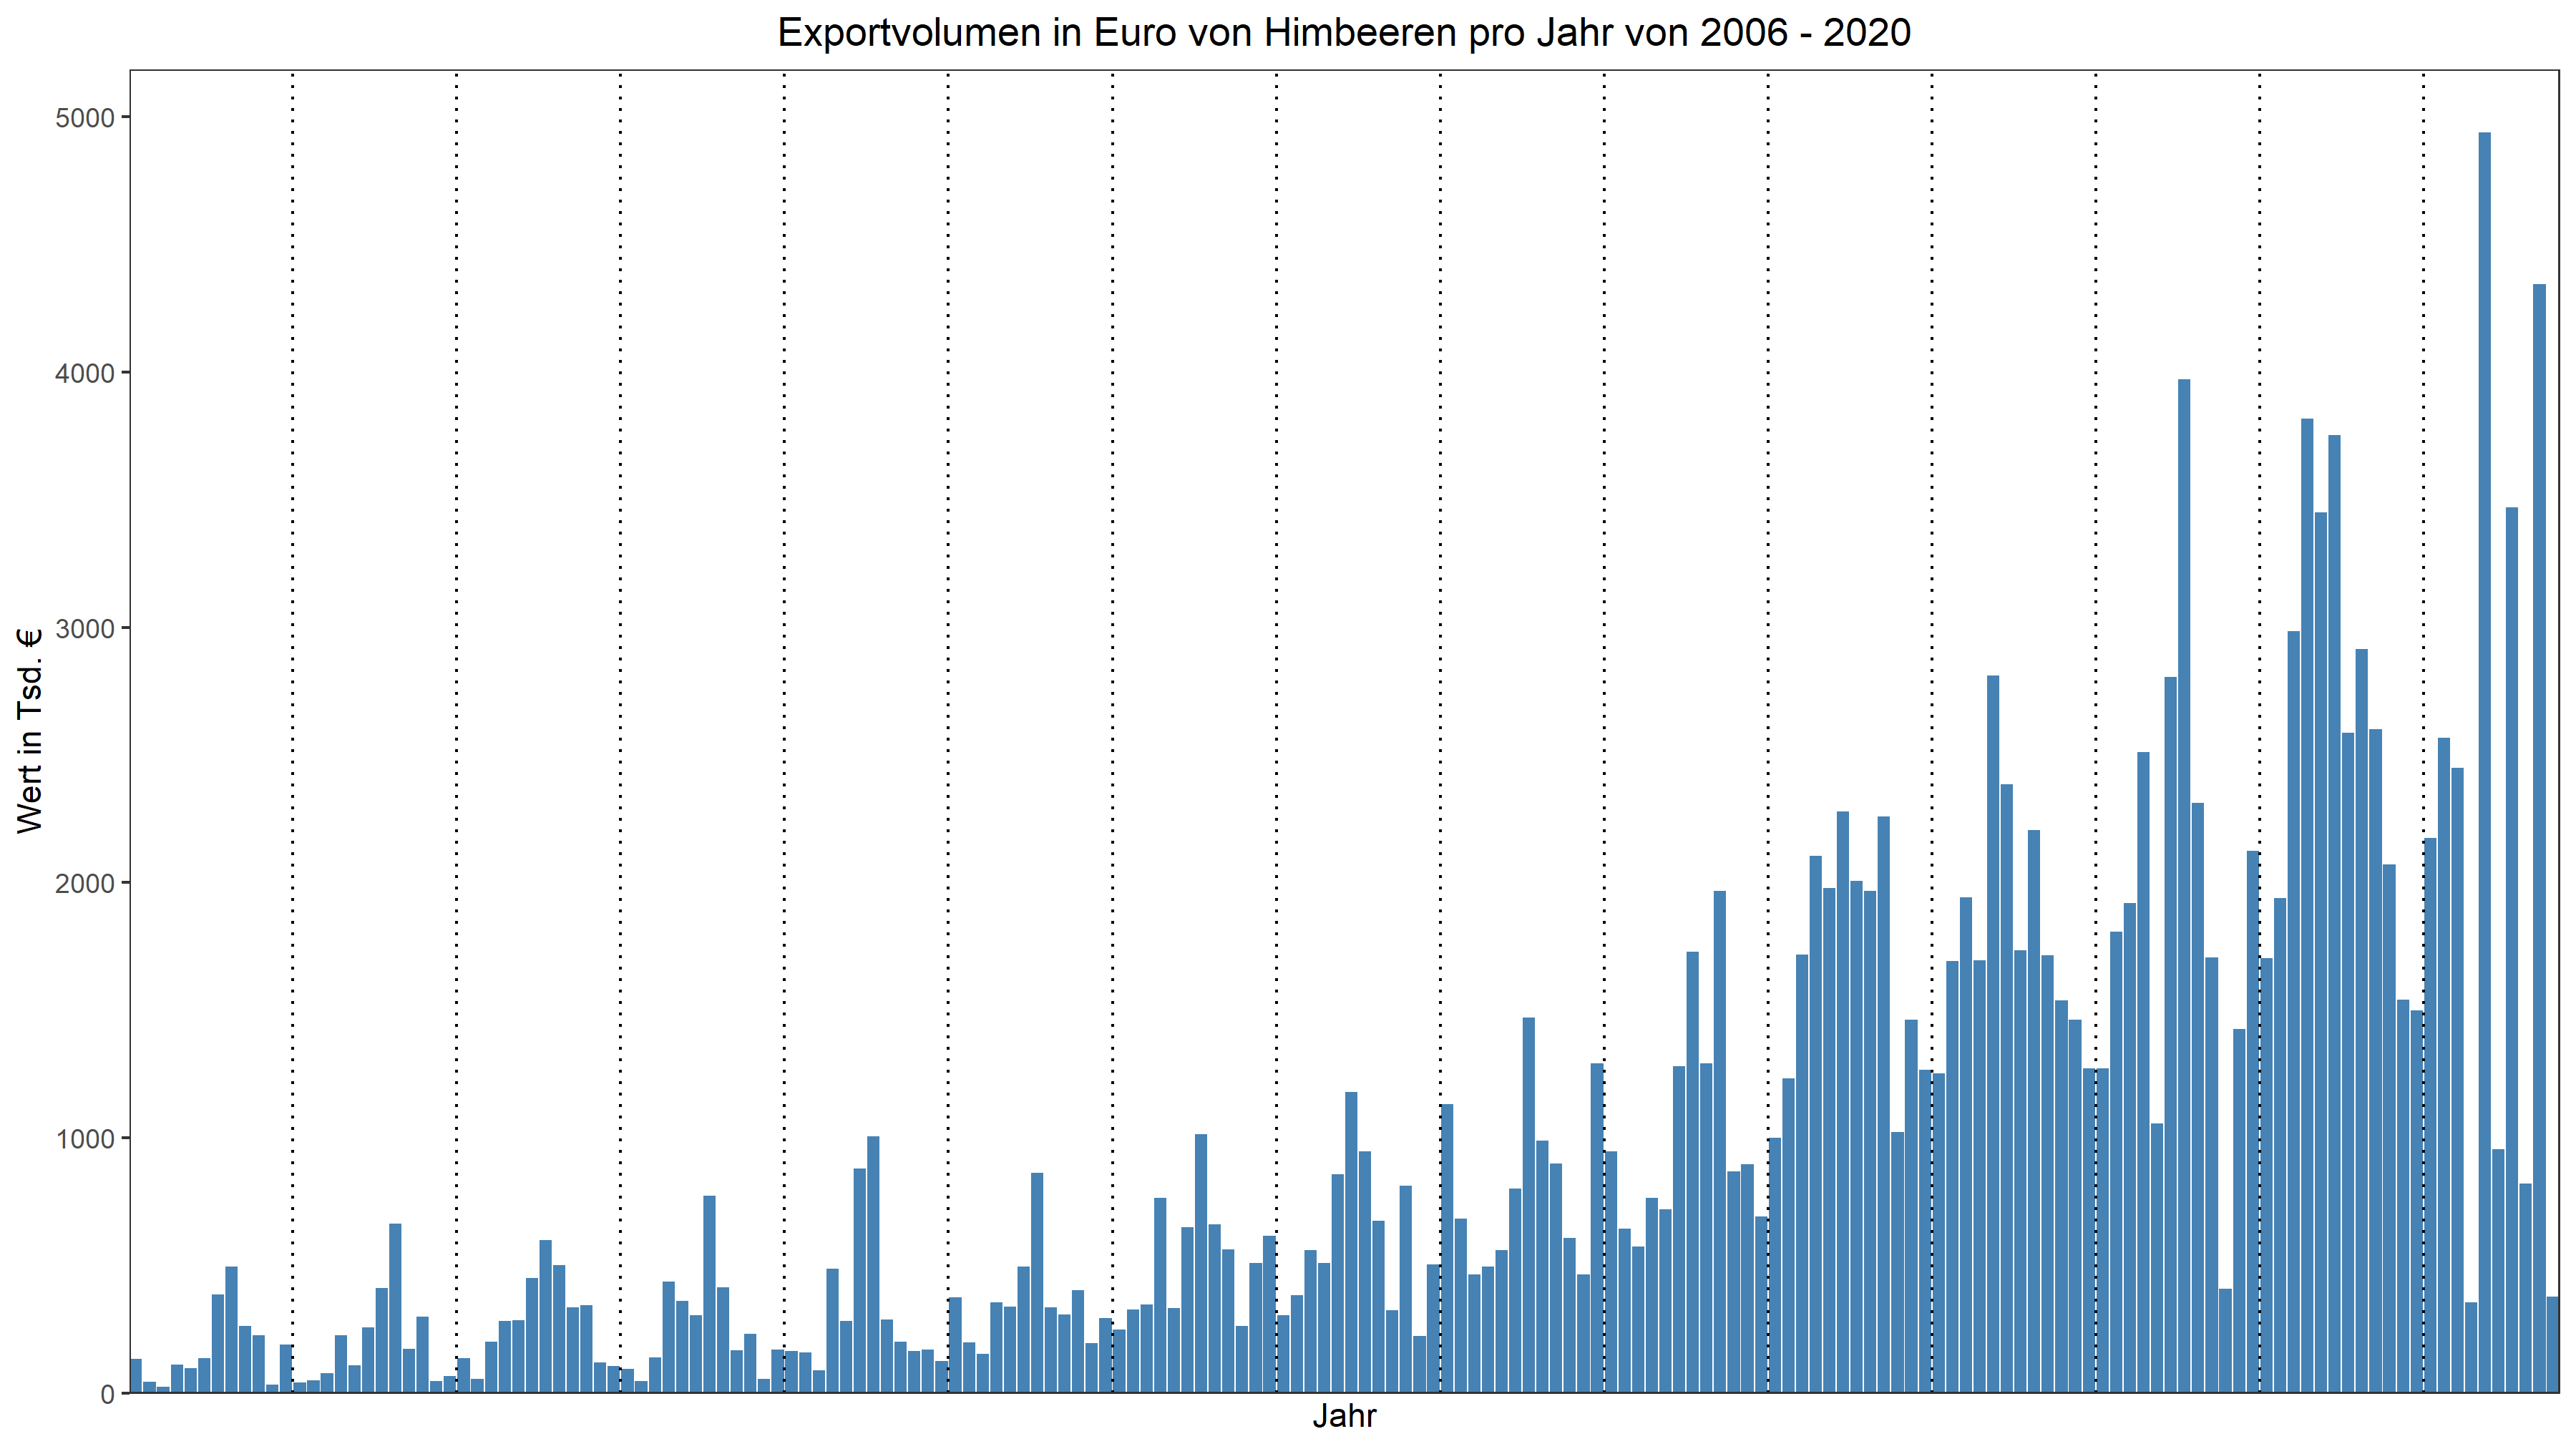 Exportvolumen in Euro von Himbeeren pro Jahr von 2006 - 2020
5000
4000
3000
2000
1000
0
Wert in Tsd. €
Jahr